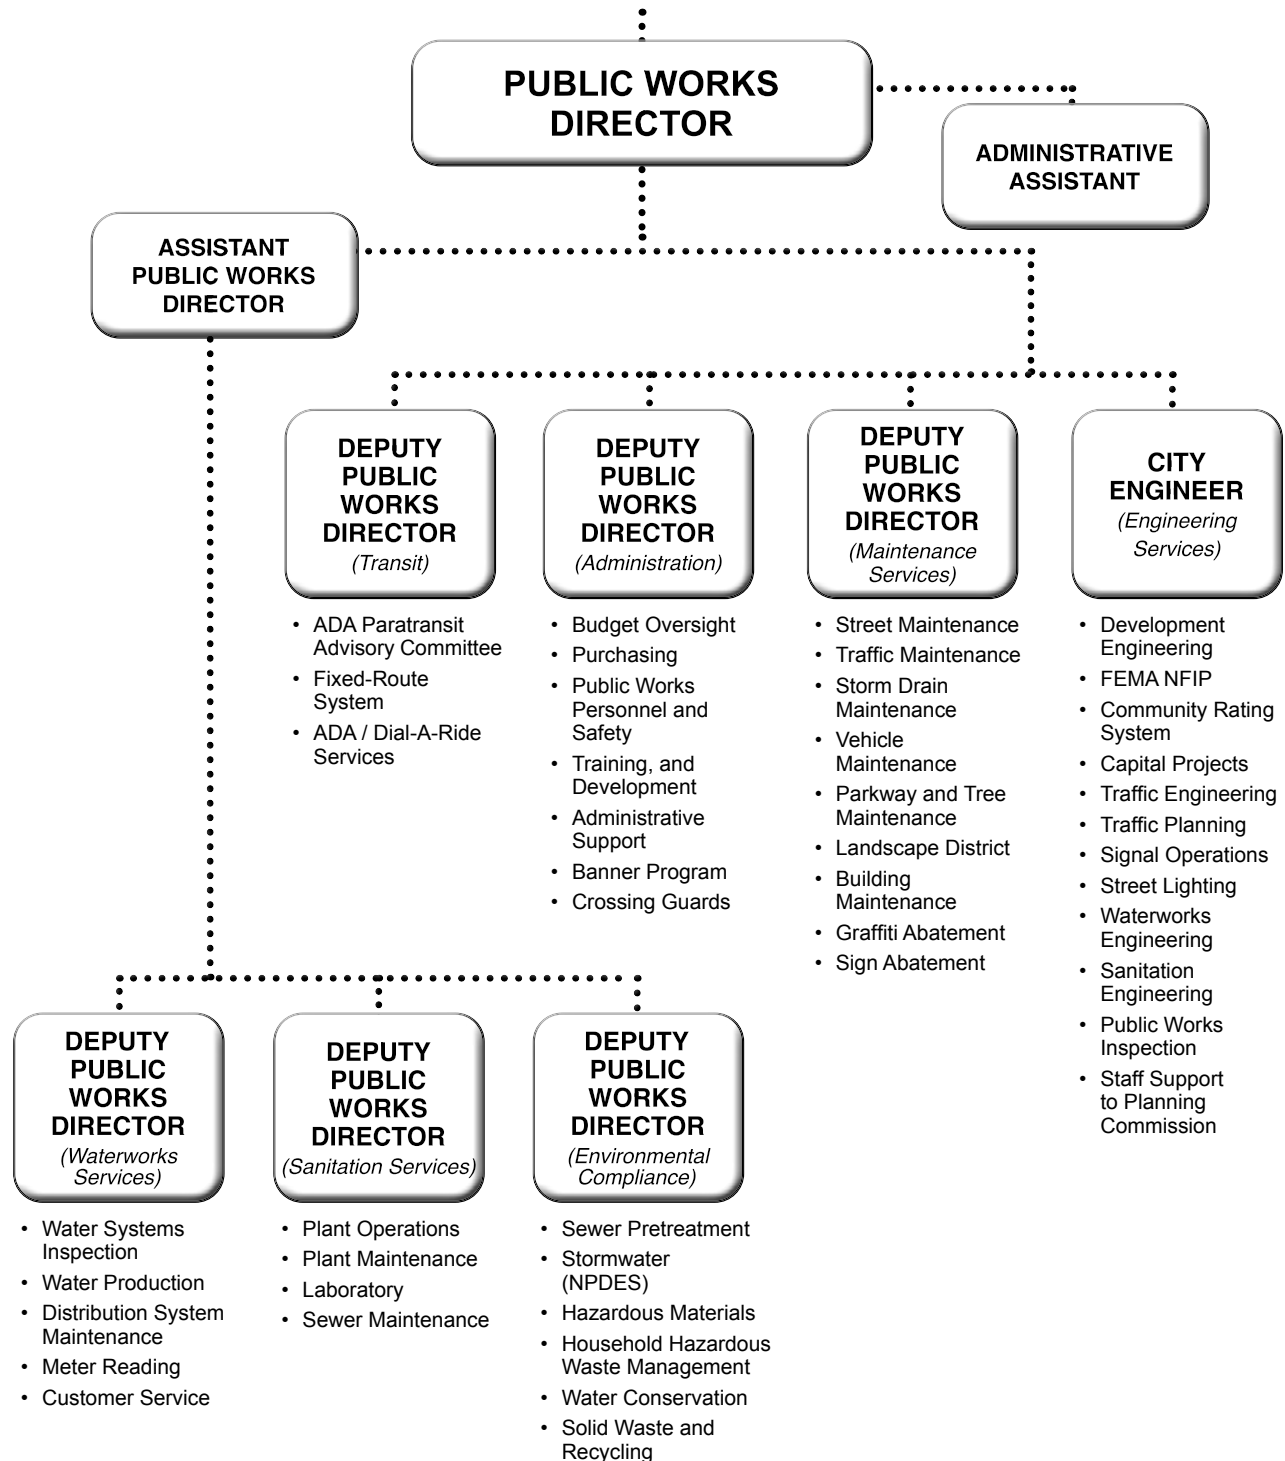 PUBLIC WORKS
DIRECTOR
ADMINISTRATIVE
ASSISTANT
ASSISTANT
PUBLIC WORKS
DIRECTOR
DEPUTY
PUBLIC
WORKS
DIRECTOR
(Transit)
• ADA Paratransit
Advisory Committee
• Fixed-Route
System
• ADA / Dial-A-Ride
Services
DEPUTY
PUBLIC
WORKS
DIRECTOR
(Administration)
• Budget Oversight
• Purchasing
• Public Works
Personnel and
Safety
• Training, and
Development
• Administrative
Support
• Banner Program
• Crossing Guards
DEPUTY
PUBLIC
WORKS
DIRECTOR
(Maintenance
Services)
• Street Maintenance
• Traffic Maintenance
• Storm Drain
Maintenance
• Vehicle
Maintenance
• Parkway and Tree
Maintenance
• Landscape District
• Building
Maintenance
• Graffiti Abatement
• Sign Abatement
CITY
ENGINEER
(Engineering
Services)
• Development
Engineering
• FEMA NFIP
• Community Rating
System
• Capital Projects
• Traffic Engineering
• Traffic Planning
• Signal Operations
• Street Lighting
• Waterworks
Engineering
• Sanitation
Engineering
• Public Works
Inspection
• Staff Support
to Planning
Commission
DEPUTY
PUBLIC
WORKS
DIRECTOR
(Waterworks
Services)
• Water Systems
Inspection
• Water Production
• Distribution System
Maintenance
• Meter Reading
• Customer Service
DEPUTY
PUBLIC
WORKS
DIRECTOR
(Sanitation Services)
• Plant Operations
• Plant Maintenance
• Laboratory
• Sewer Maintenance
DEPUTY
PUBLIC
WORKS
DIRECTOR
(Environmental
Compliance)
• Sewer Pretreatment
• Stormwater
(NPDES)
• Hazardous Materials
• Household Hazardous
Waste Management
• Water Conservation
• Solid Waste and
Recycling